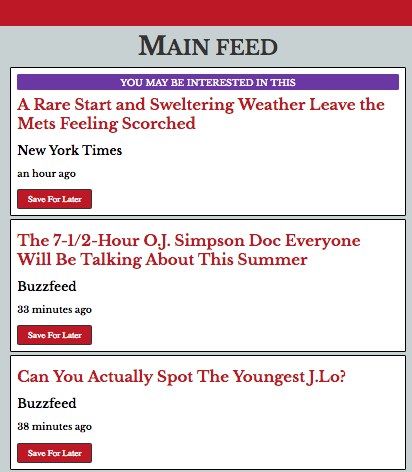 MAIN FEED
YOU MAY BE INTERESTED IN THIS
A Rare Start and Sweltering Weather Leave the
Mets Feeling Scorched
New York Times
an hour ago
Save For Later
The 7-1/2-Hour O.J. Simpson Doc Everyone
Will Be Talking About This Summer
Buzzfeed
33 minutes ago
Save For Later
Can You Actually Spot The Youngest J.Lo?
Buzzfeed
38 minutes ago
Save For Later